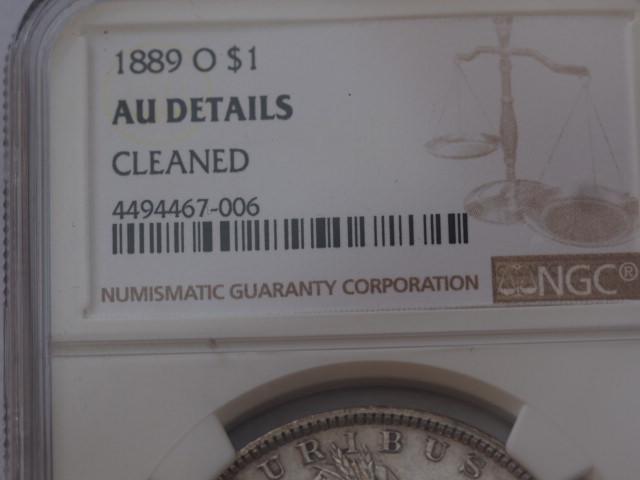 1889 O $1
AU DETAILS
CLEANED
4494467-006
NUMISMATIC GUARANTY CORPORATION
NGC®
URIBUS